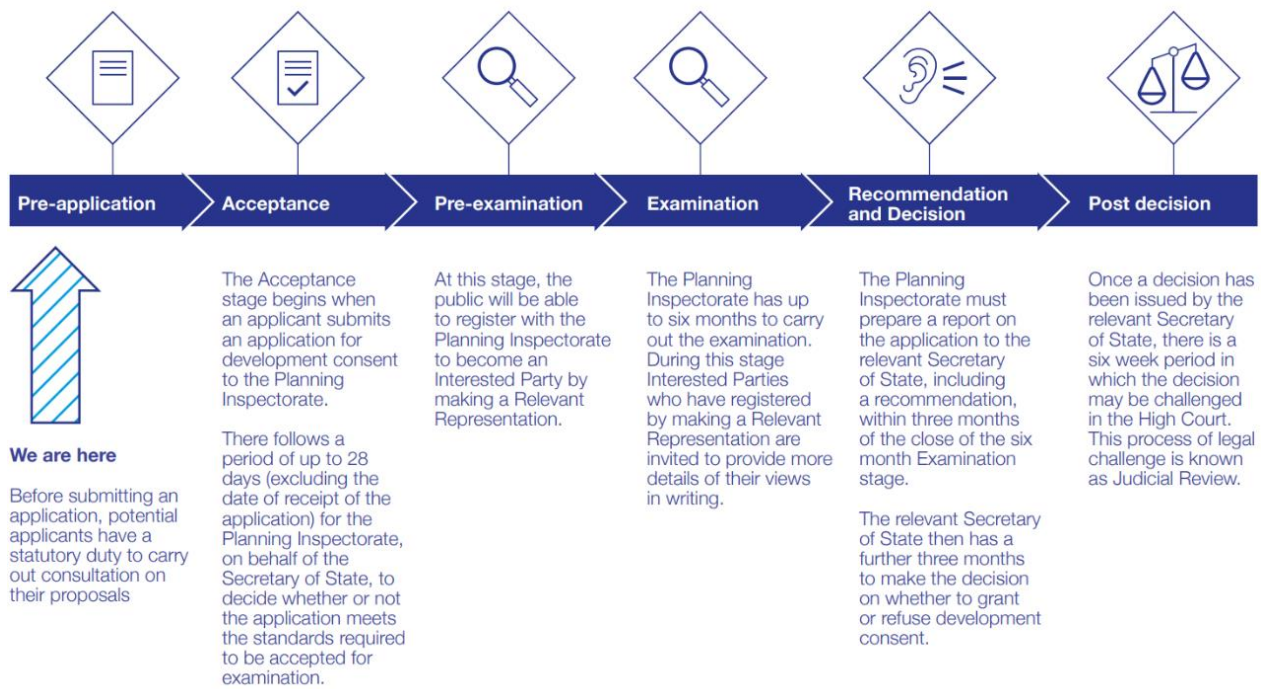 Pre-application
Acceptance
Pre-examination
Examination
Recommendation
and Decision
Post decision
We are here
Before submitting an
application, potential
applicants have a
statutory duty to carry
out consultation on
their proposals
The Acceptance
stage begins when
an applicant submits
an application for
development consent
to the Planning
Inspectorate.
There follows a
period of up to 28
days (excluding the
date of receipt of the
application) for the
Planning Inspectorate,
on behalf of the
Secretary of State, to
decide whether or not
the application meets
the standards required
to be accepted for
examination.
At this stage, the
public will be able
to register with the
Planning Inspectorate
to become an
Interested Party by
making a Relevant
Representation.
The Planning
Inspectorate has up
to six months to carry
out the examination.
During this stage
Interested Parties
who have registered
by making a Relevant
Representation are
invited to provide more
details of their views
in writing.
The Planning
Inspectorate must
prepare a report on
the application to the
relevant Secretary
of State, including
a recommendation,
within three months
of the close of the six
month Examination
stage.
The relevant Secretary
of State then has a
further three months
to make the decision
on whether to grant
or refuse development
consent.
Once a decision has
been issued by the
relevant Secretary
of State, there is a
six week period in
which the decision
may be challenged
in the High Court.
This process of legal
challenge is known
as Judicial Review.